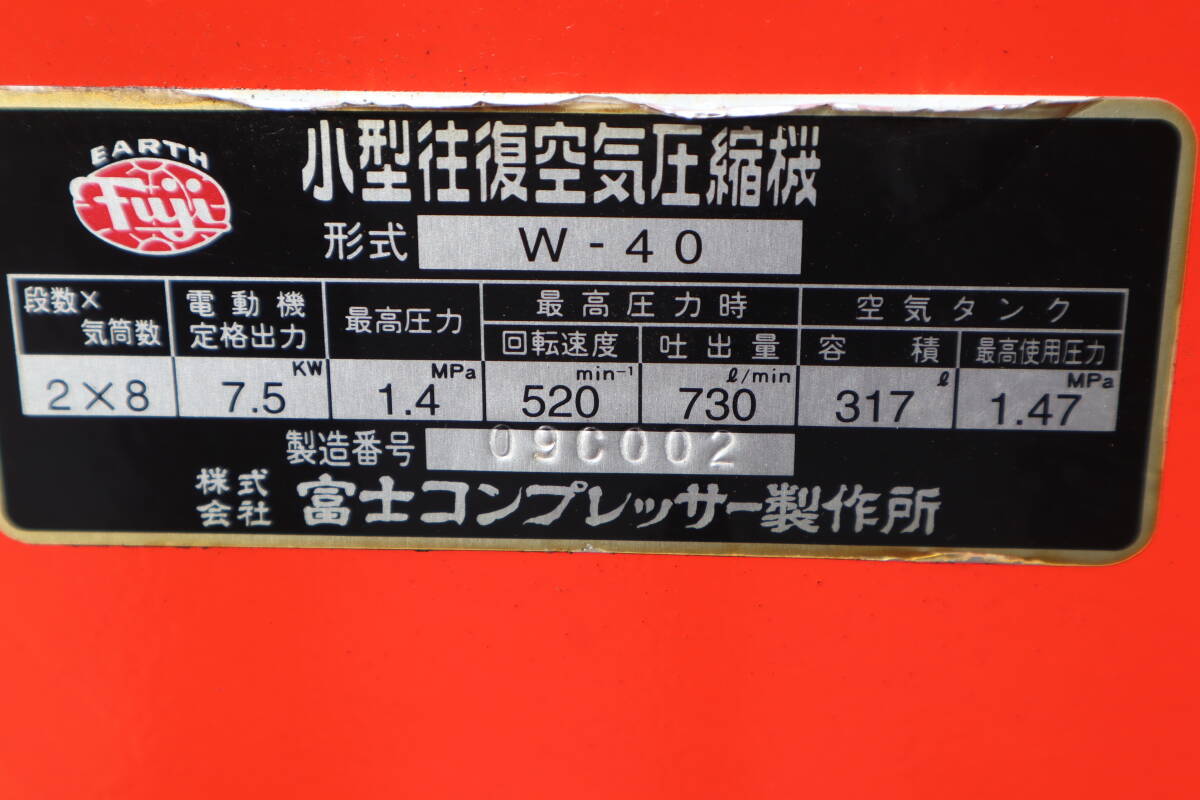 EARTH
Fuji
小型往復空気圧縮機
形式 W-40
段数×気筒数 電動機定格出力 最高圧力 最高圧力時 空気タンク
回転速度 吐出量 容積 最高使用圧力
2×8 7.5 KW 1.4 MPa 520 min⁻¹ 730 ℓ/min 317 ℓ 1.47 MPa
製造番号 09C002
株式会社 富士コンプレッサー製作所